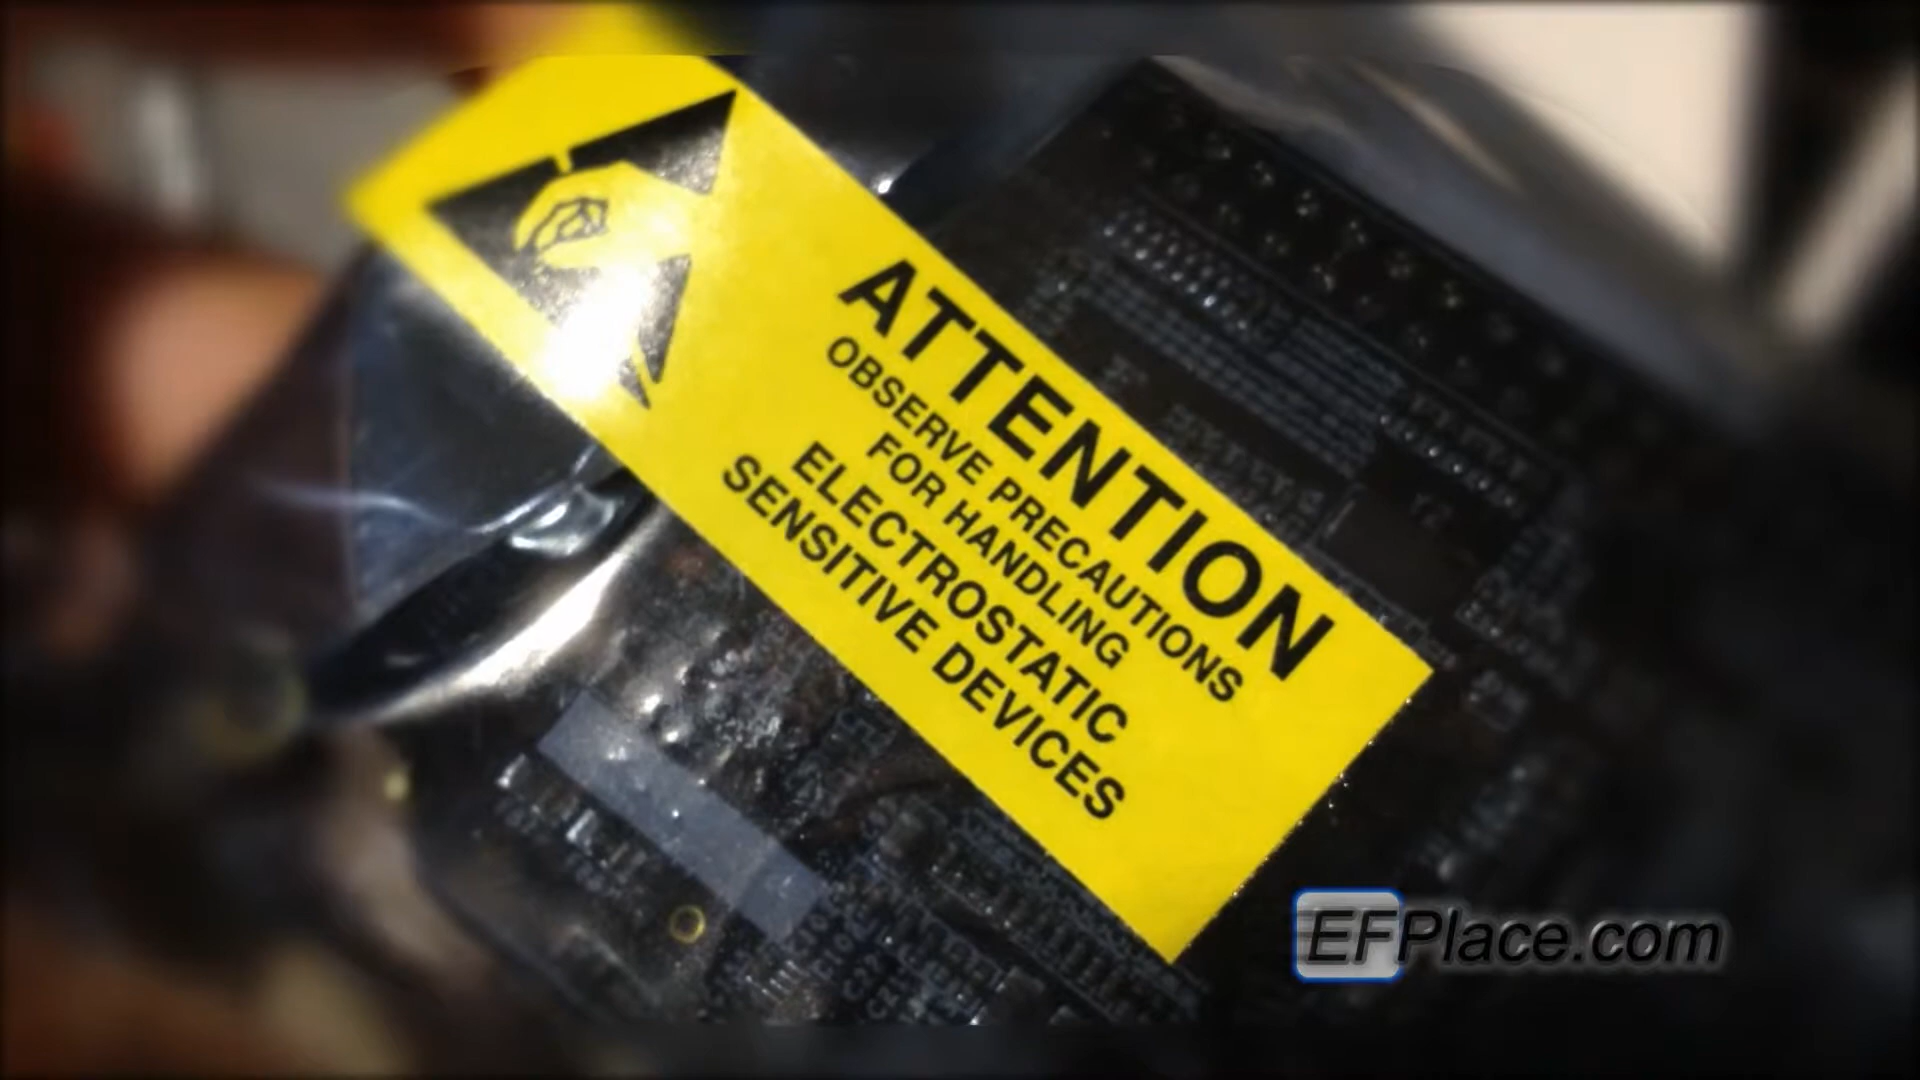 ATTENTION
OBSERVE PRECAUTIONS
FOR HANDLING
ELECTROSTATIC
SENSITIVE DEVICES
EFPlace.com